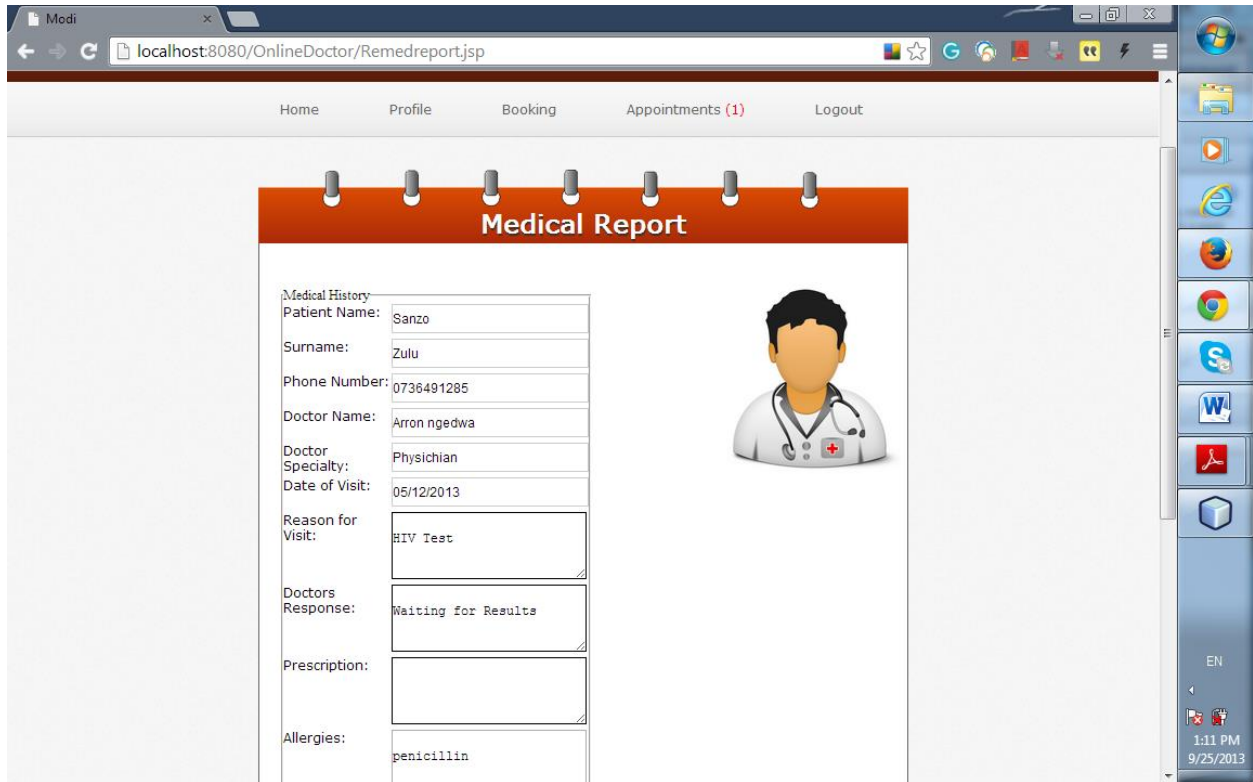 Modi
localhost:8080/OnlineDoctor/Remedreport.jsp
Home Profile Booking Appointments (1) Logout
Medical Report
Medical History
Patient Name: Sanzo
Surname: Zulu
Phone Number: 0736491285
Doctor Name: Arron ngedwa
Doctor
Specialty: Physichian
Date of Visit: 05/12/2013
Reason for
Visit: HIV Test
Doctors
Response: Waiting for Results
Prescription:
Allergies:
penicillin
EN
1:11 PM
9/25/2013